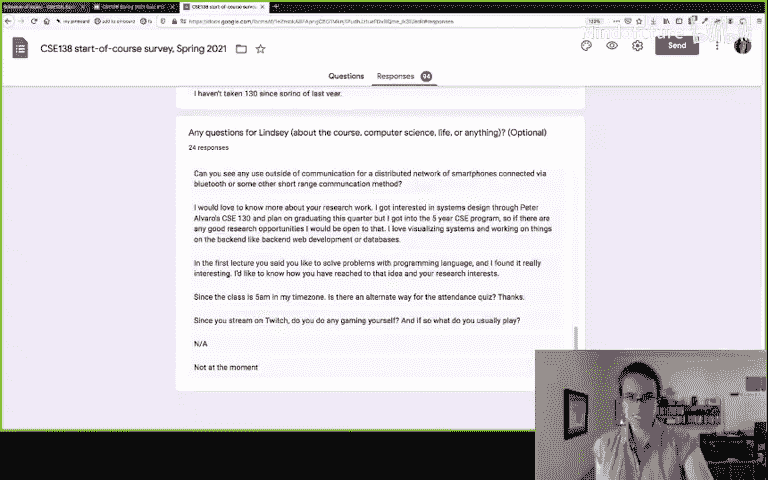 CSE138 start-of-course survey, Spring 2021
Send
Questions
Responses 94
I haven't taken 130 since spring of last year.
Any questions for Lindsey (about the course, computer science, life, or anything)? (Optional)
24 responses
Can you see any use outside of communication for a distributed network of smartphones connected via
bluetooth or some other short range communcation method?
I would love to know more about your research work. I got interested in systems design through Peter
Alvaro's CSE 130 and plan on graduating this quarter but I got into the 5 year CSE program, so if there are
any good research opportunities I would be open to that. I love visualizing systems and working on things
on the backend like backend web development or databases.
In the first lecture you said you like to solve problems with programming language, and I found it really
interesting. I'd like to know how you have reached to that idea and your research interests.
Since the class is 5am in my timezone. Is there an alternate way for the attendance quiz? Thanks.
Since you stream on Twitch, do you do any gaming yourself? And if so what do you usually play?
N/A
Not at the moment